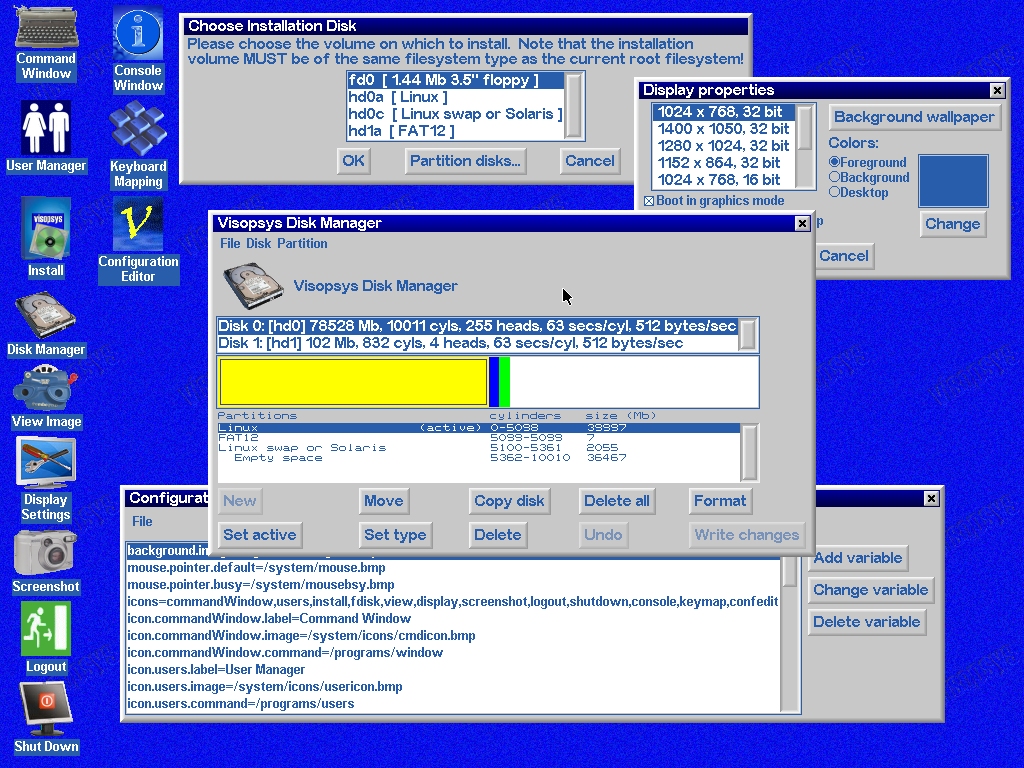 Command
Window
Console
Window
User Manager
Keyboard
Mapping
visopsys
Install
Configuration
Editor
Disk Manager
View Image
Display
Settings
Screenshot
Logout
Shut Down
Choose Installation Disk
Please choose the volume on which to install. Note that the installation
volume MUST be of the same filesystem type as the current root filesystem!
fd0 [ 1.44 Mb 3.5" floppy ]
hd0a [ Linux ]
hd0c [ Linux swap or Solaris ]
hd1a [ FAT12 ]
OK Partition disks... Cancel
Display properties
1024 x 768, 32 bit
1400 x 1050, 32 bit
1280 x 1024, 32 bit
1152 x 864, 32 bit
1024 x 768, 16 bit
Boot in graphics mode
Background wallpaper
Colors:
Foreground
Background
Desktop
Change
Cancel
Visopsys Disk Manager
File Disk Partition
Visopsys Disk Manager
Disk 0: [hd0] 78528 Mb, 10011 cyls, 255 heads, 63 secs/cyl, 512 bytes/sec
Disk 1: [hd1] 102 Mb, 832 cyls, 4 heads, 63 secs/cyl, 512 bytes/sec
Partitions cylinders size (Mb)
Linux (active) 0-5098 39997
FAT12 5099-5099 7
Linux swap or Solaris 5100-5361 2055
Empty space 5362-10010 36467
New Move Copy disk Delete all Format
Set active Set type Delete Undo Write changes
File
mouse.pointer.default=/system/mouse.bmp
mouse.pointer.busy=/system/mousebsy.bmp
icons=commandWindow,users,install,fdisk,view,display,screenshot,logout,shutdown,console,keymap,confedit
icon.commandWindow.label=Command Window
icon.commandWindow.image=/system/icons/cmdicon.bmp
icon.commandWindow.command=/programs/window
icon.users.label=User Manager
icon.users.image=/system/icons/usericon.bmp
icon.users.command=/programs/users
Add variable
Change variable
Delete variable